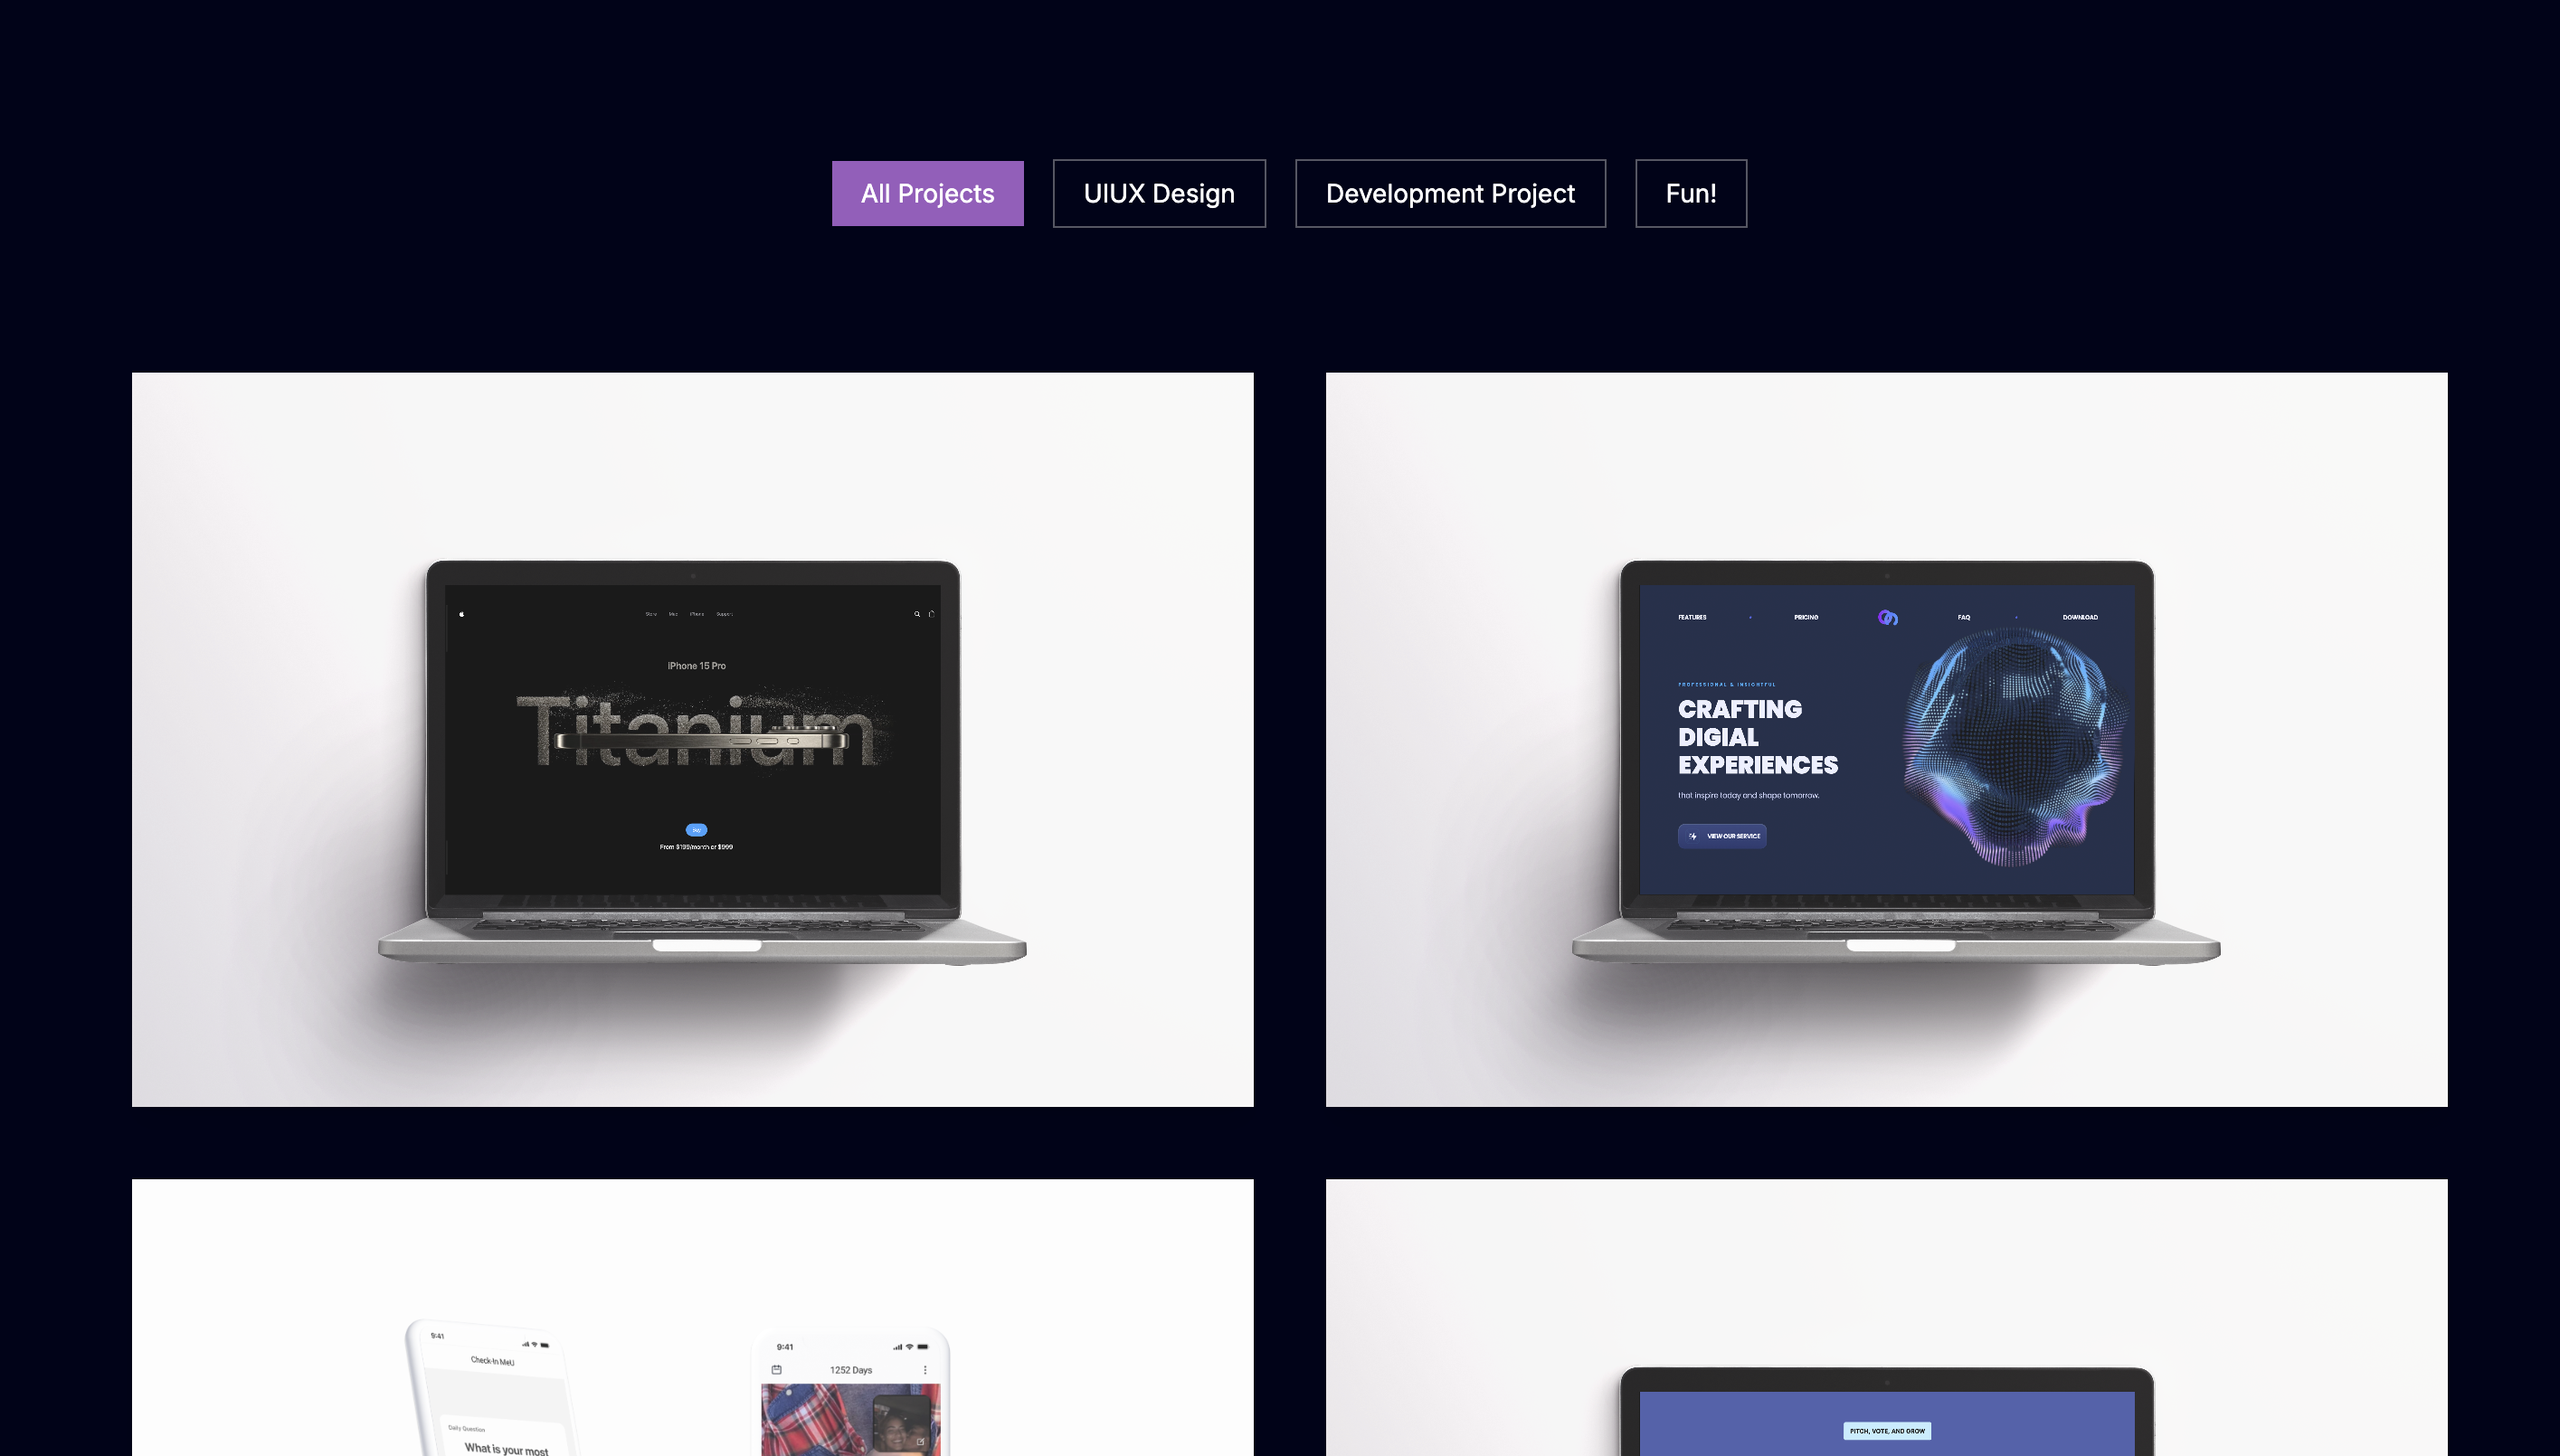 All Projects
UIUX Design
Development Project
Fun!
Store Mac iPhone Support
iPhone 15 Pro
Titanium
Buy
From $199/month or $999
FEATURES
PRICING
FAQ
DOWNLOAD
PROFESSIONAL & INSIGHTFUL
CRAFTING
DIGIAL
EXPERIENCES
that inspire today and shape tomorrow.
VIEW OUR SERVICE
9:41
Check-In MeU
Daily Question
What is your most
9:41
1252 Days
PITCH, VOTE, AND GROW